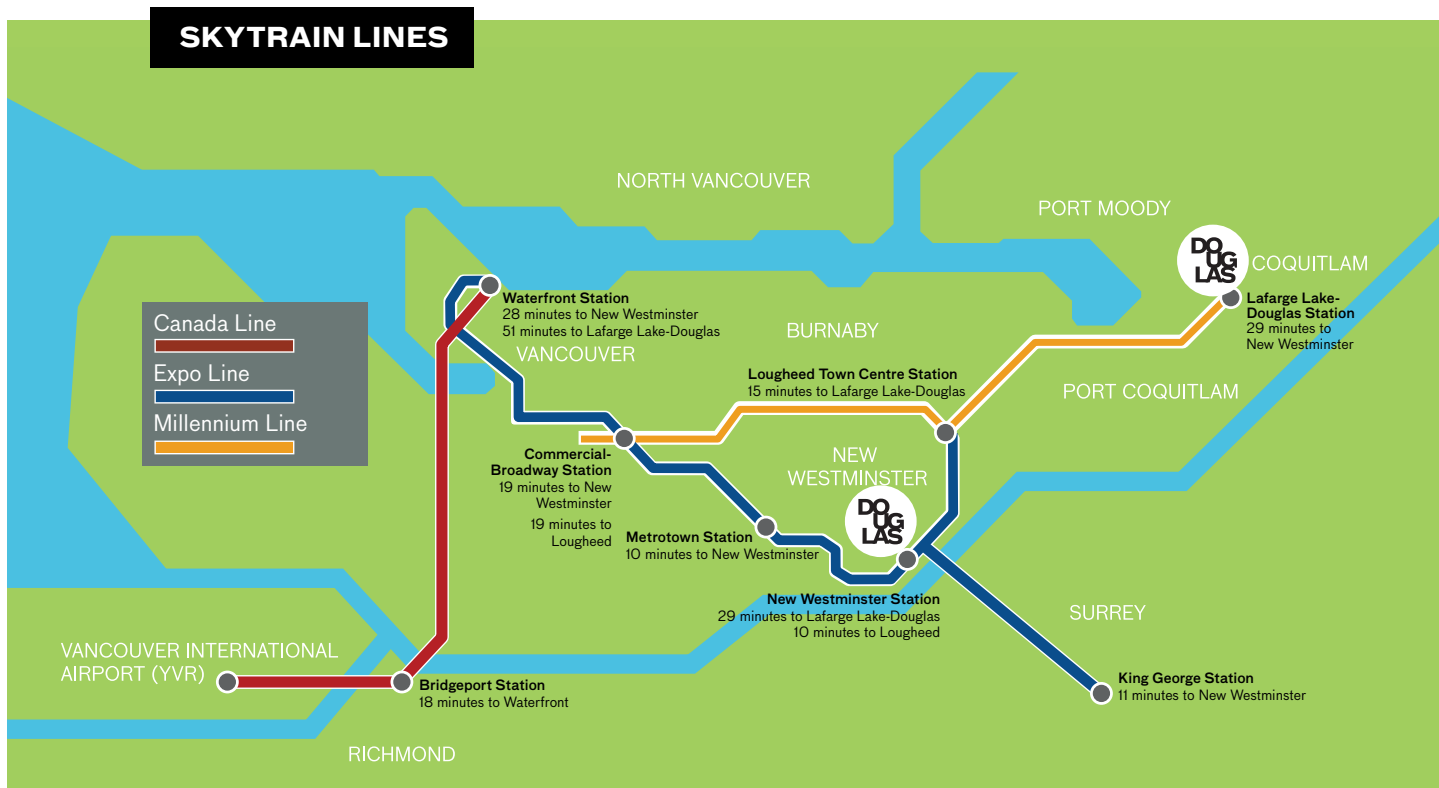 SKYTRAIN LINES
NORTH VANCOUVER
PORT MOODY
DO
UG
LAS
COQUITLAM
Waterfront Station
28 minutes to New Westminster
51 minutes to Lafarge Lake-Douglas
Lafarge Lake-
Douglas Station
29 minutes to
New Westminster
Canada Line
Expo Line
Millennium Line
VANCOUVER
BURNABY
Lougheed Town Centre Station
15 minutes to Lafarge Lake-Douglas
PORT COQUITLAM
Commercial-
Broadway Station
19 minutes to New
Westminster
19 minutes to
Lougheed
NEW
WESTMINSTER
DO
UG
LAS
Metrotown Station
10 minutes to New Westminster
New Westminster Station
29 minutes to Lafarge Lake-Douglas
10 minutes to Lougheed
SURREY
VANCOUVER INTERNATIONAL
AIRPORT (YVR)
Bridgeport Station
18 minutes to Waterfront
King George Station
11 minutes to New Westminster
RICHMOND